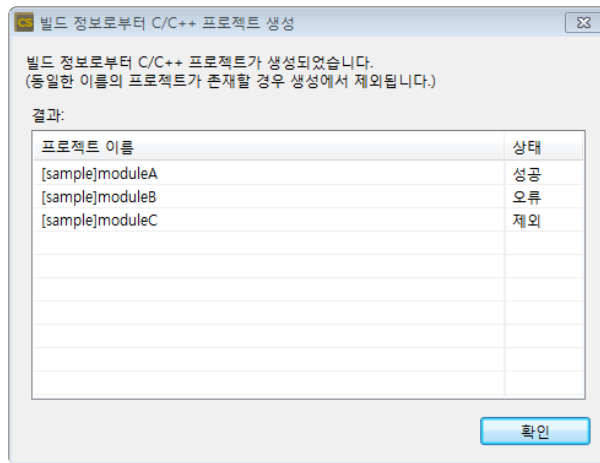 CS 빌드 정보로부터 C/C++ 프로젝트 생성
빌드 정보로부터 C/C++ 프로젝트가 생성되었습니다.
(동일한 이름의 프로젝트가 존재할 경우 생성에서 제외됩니다.)
결과:
프로젝트 이름 상태
[sample]moduleA 성공
[sample]moduleB 오류
[sample]moduleC 제외
확인